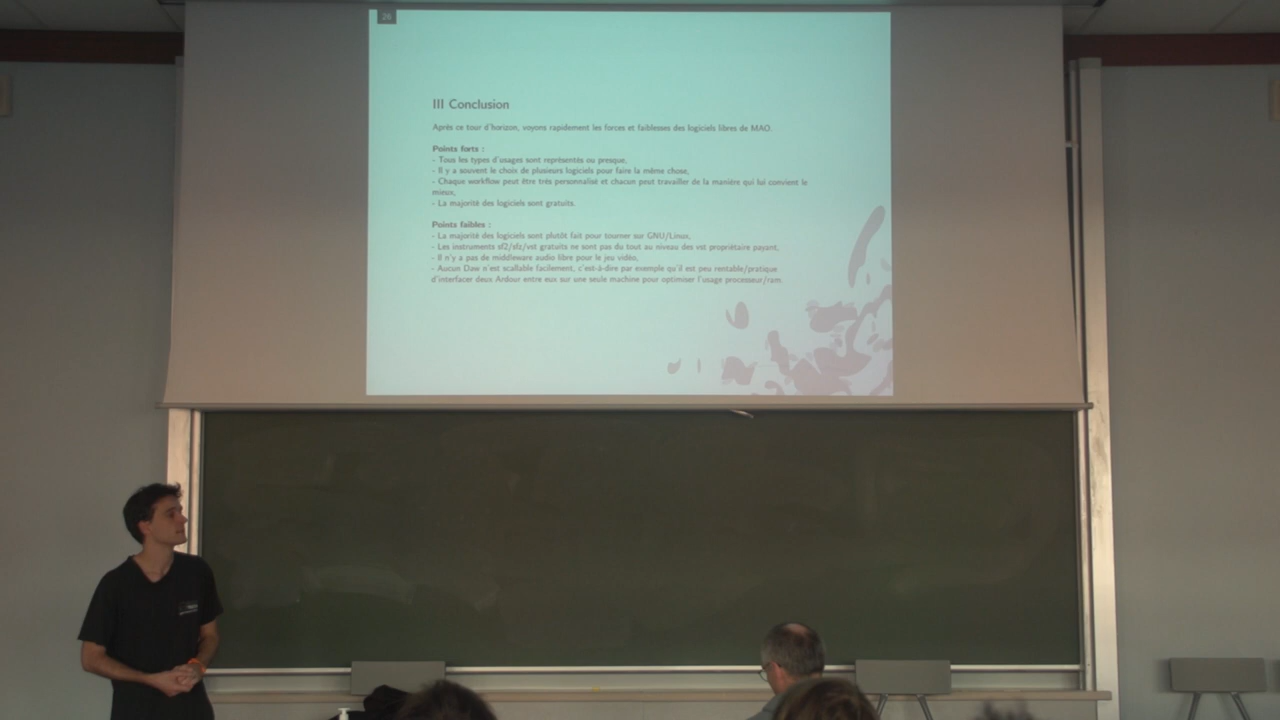 26
III Conclusion
Après ce tour d'horizon, voyons rapidement les forces et faiblesses des logiciels libres de MAO.
Points forts :
- Tous les types d'usages sont représentés ou presque,
- Il y a souvent le choix de plusieurs logiciels pour faire la même chose,
- Chaque workflow peut être très personnalisé et chacun peut travailler de la manière qui lui convient le
mieux,
- La majorité des logiciels sont gratuits.
Points faibles :
- La majorité des logiciels sont plutôt fait pour tourner sur GNU/Linux,
- Les instruments sf2/sfz/vst gratuits ne sont pas du tout au niveau des vst propriétaire payant,
- Il n'y a pas de middleware audio libre pour le jeu vidéo,
- Aucun Daw n'est scallable facilement, c'est-à-dire par exemple qu'il est peu rentable/pratique
d'interfacer deux Ardour entre eux sur une seule machine pour optimiser l'usage processeur/ram.